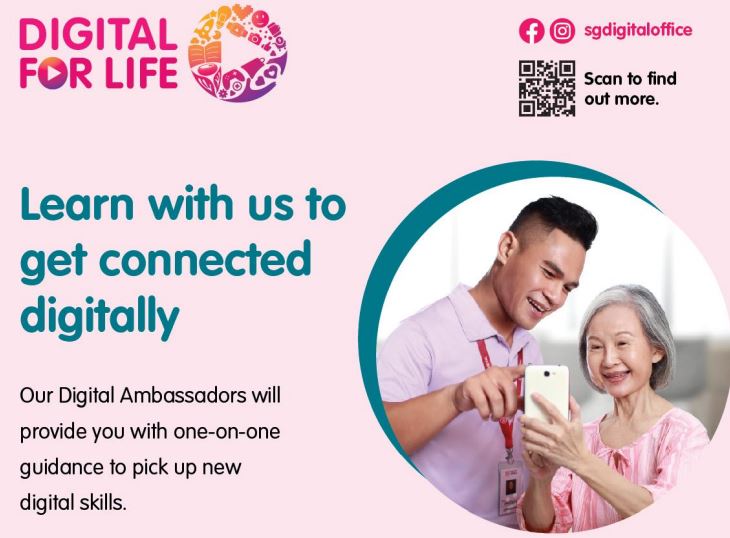 DIGITAL
FOR LIFE
sgdigitaloffice
Scan to find
out more.
Learn with us to
get connected
digitally
Our Digital Ambassadors will
provide you with one-on-one
guidance to pick up new
digital skills.